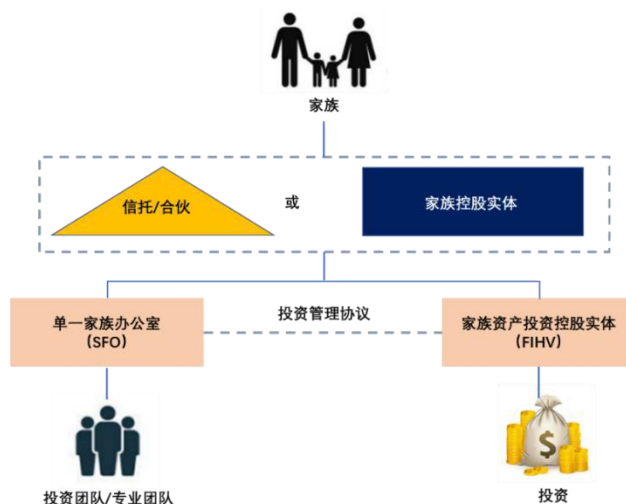 家族
信托/合伙
或
家族控股实体
投资管理协议
单一家族办公室
(SFO)
家族资产投资控股实体
(FIHV)
$
投资团队/专业团队
投资